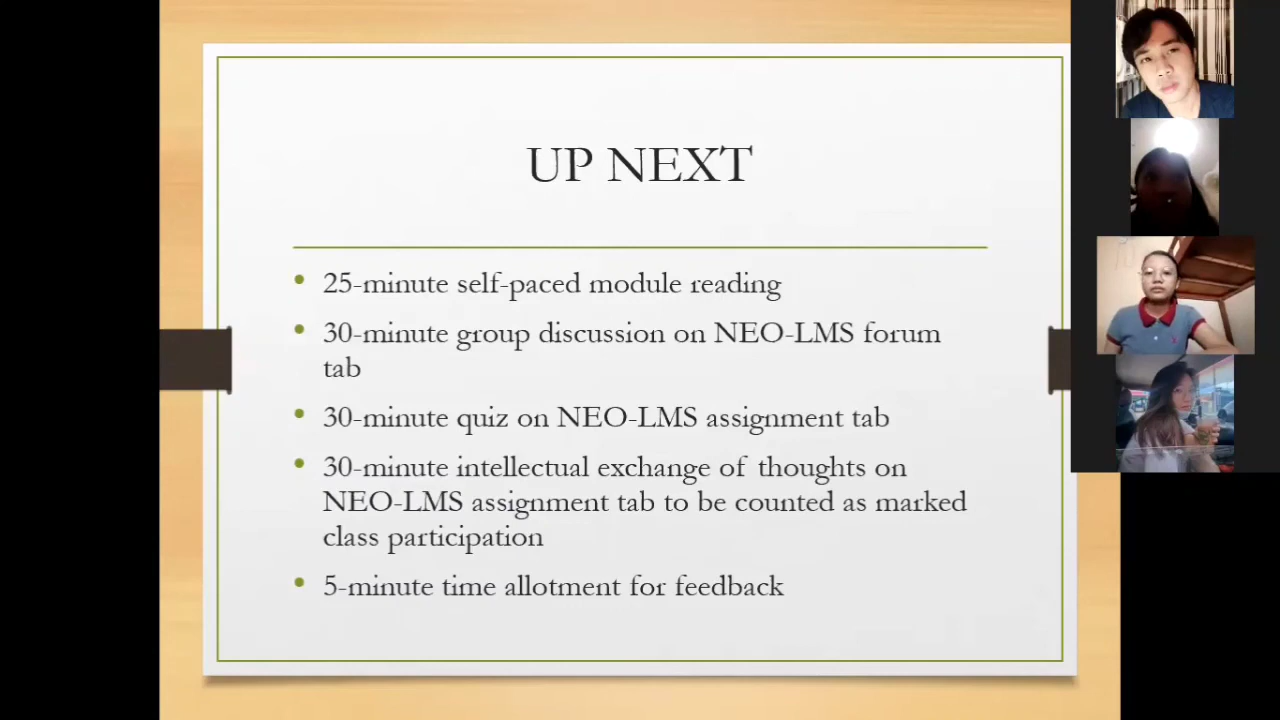 UP NEXT
• 25-minute self-paced module reading
• 30-minute group discussion on NEO-LMS forum
tab
• 30-minute quiz on NEO-LMS assignment tab
• 30-minute intellectual exchange of thoughts on
NEO-LMS assignment tab to be counted as marked
class participation
• 5-minute time allotment for feedback